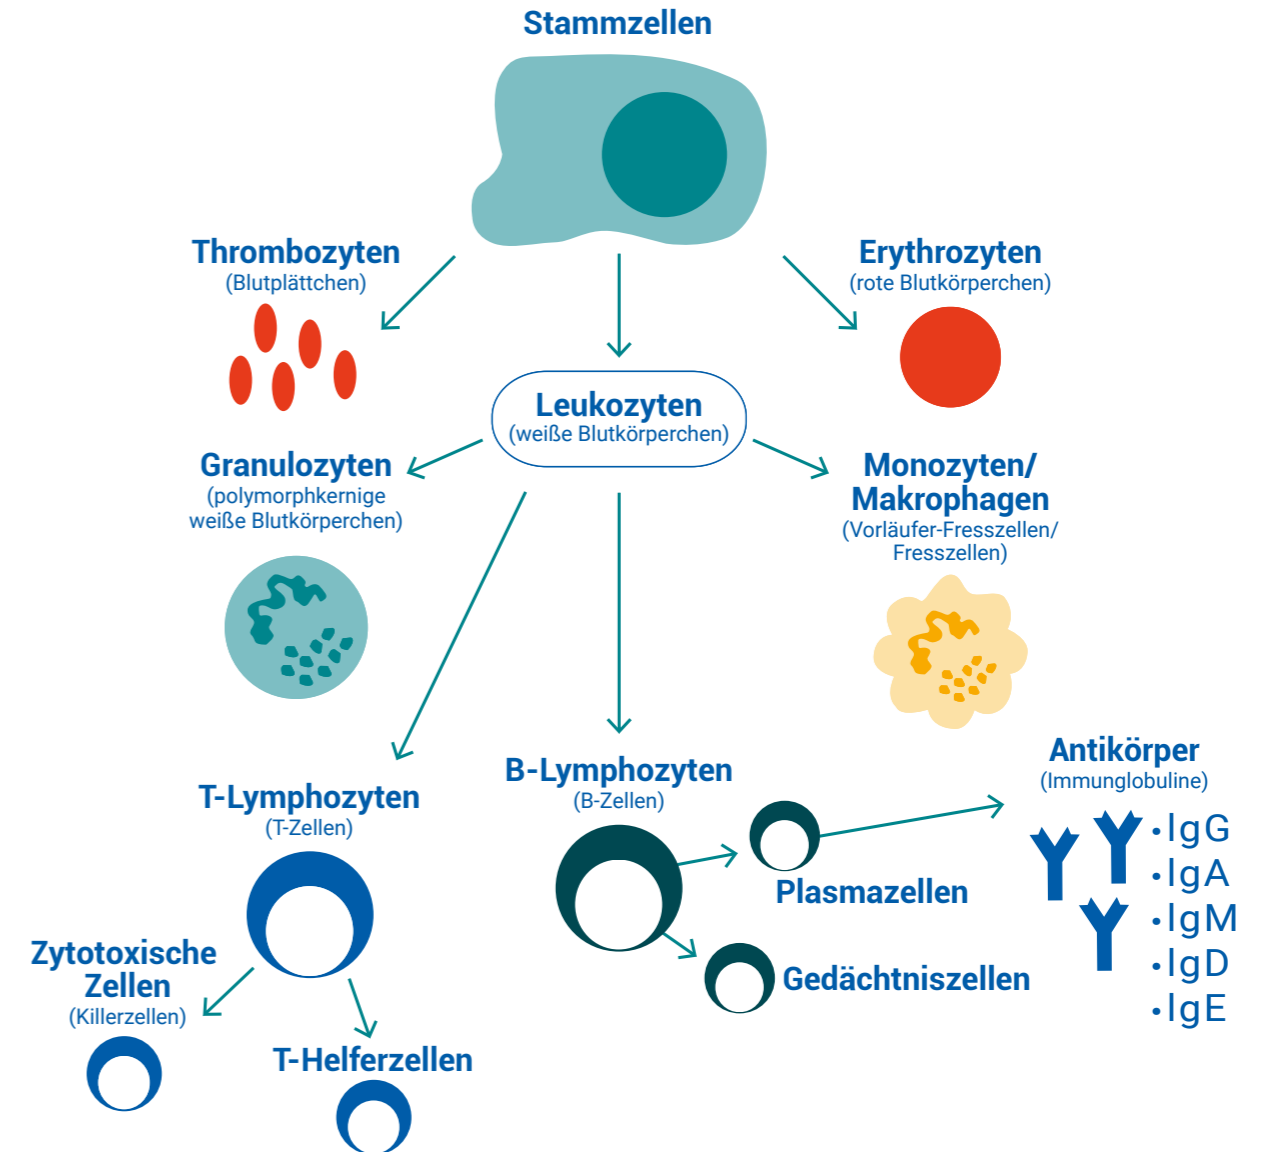 Stammzellen
Thrombozyten
(Blutplättchen)
Erythrozyten
(rote Blutkörperchen)
Leukozyten
(weiße Blutkörperchen)
Granulozyten
(polymorphkernige
weiße Blutkörperchen)
Monozyten/
Makrophagen
(Vorläufer-Fresszellen/
Fresszellen)
T-Lymphozyten
(T-Zellen)
B-Lymphozyten
(B-Zellen)
Antikörper
(Immunglobuline)
•IgG
•IgA
•IgM
•IgD
•IgE
Plasmazellen
Gedächtniszellen
Zytotoxische
Zellen
(Killerzellen)
T-Helferzellen